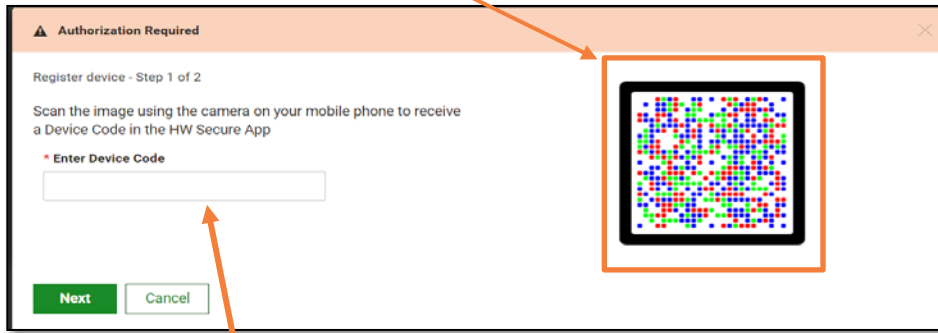 Authorization Required
Register device - Step 1 of 2
Scan the image using the camera on your mobile phone to receive
a Device Code in the HW Secure App
* Enter Device Code
Next Cancel